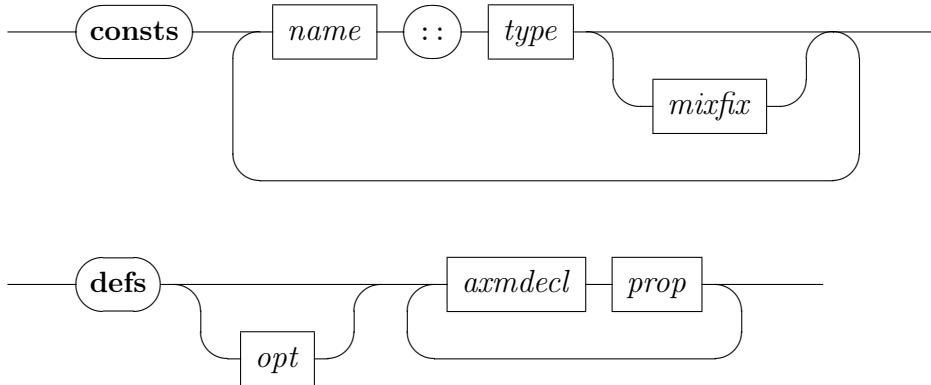 consts name :: type
mixfix
defs axmdecl prop
opt